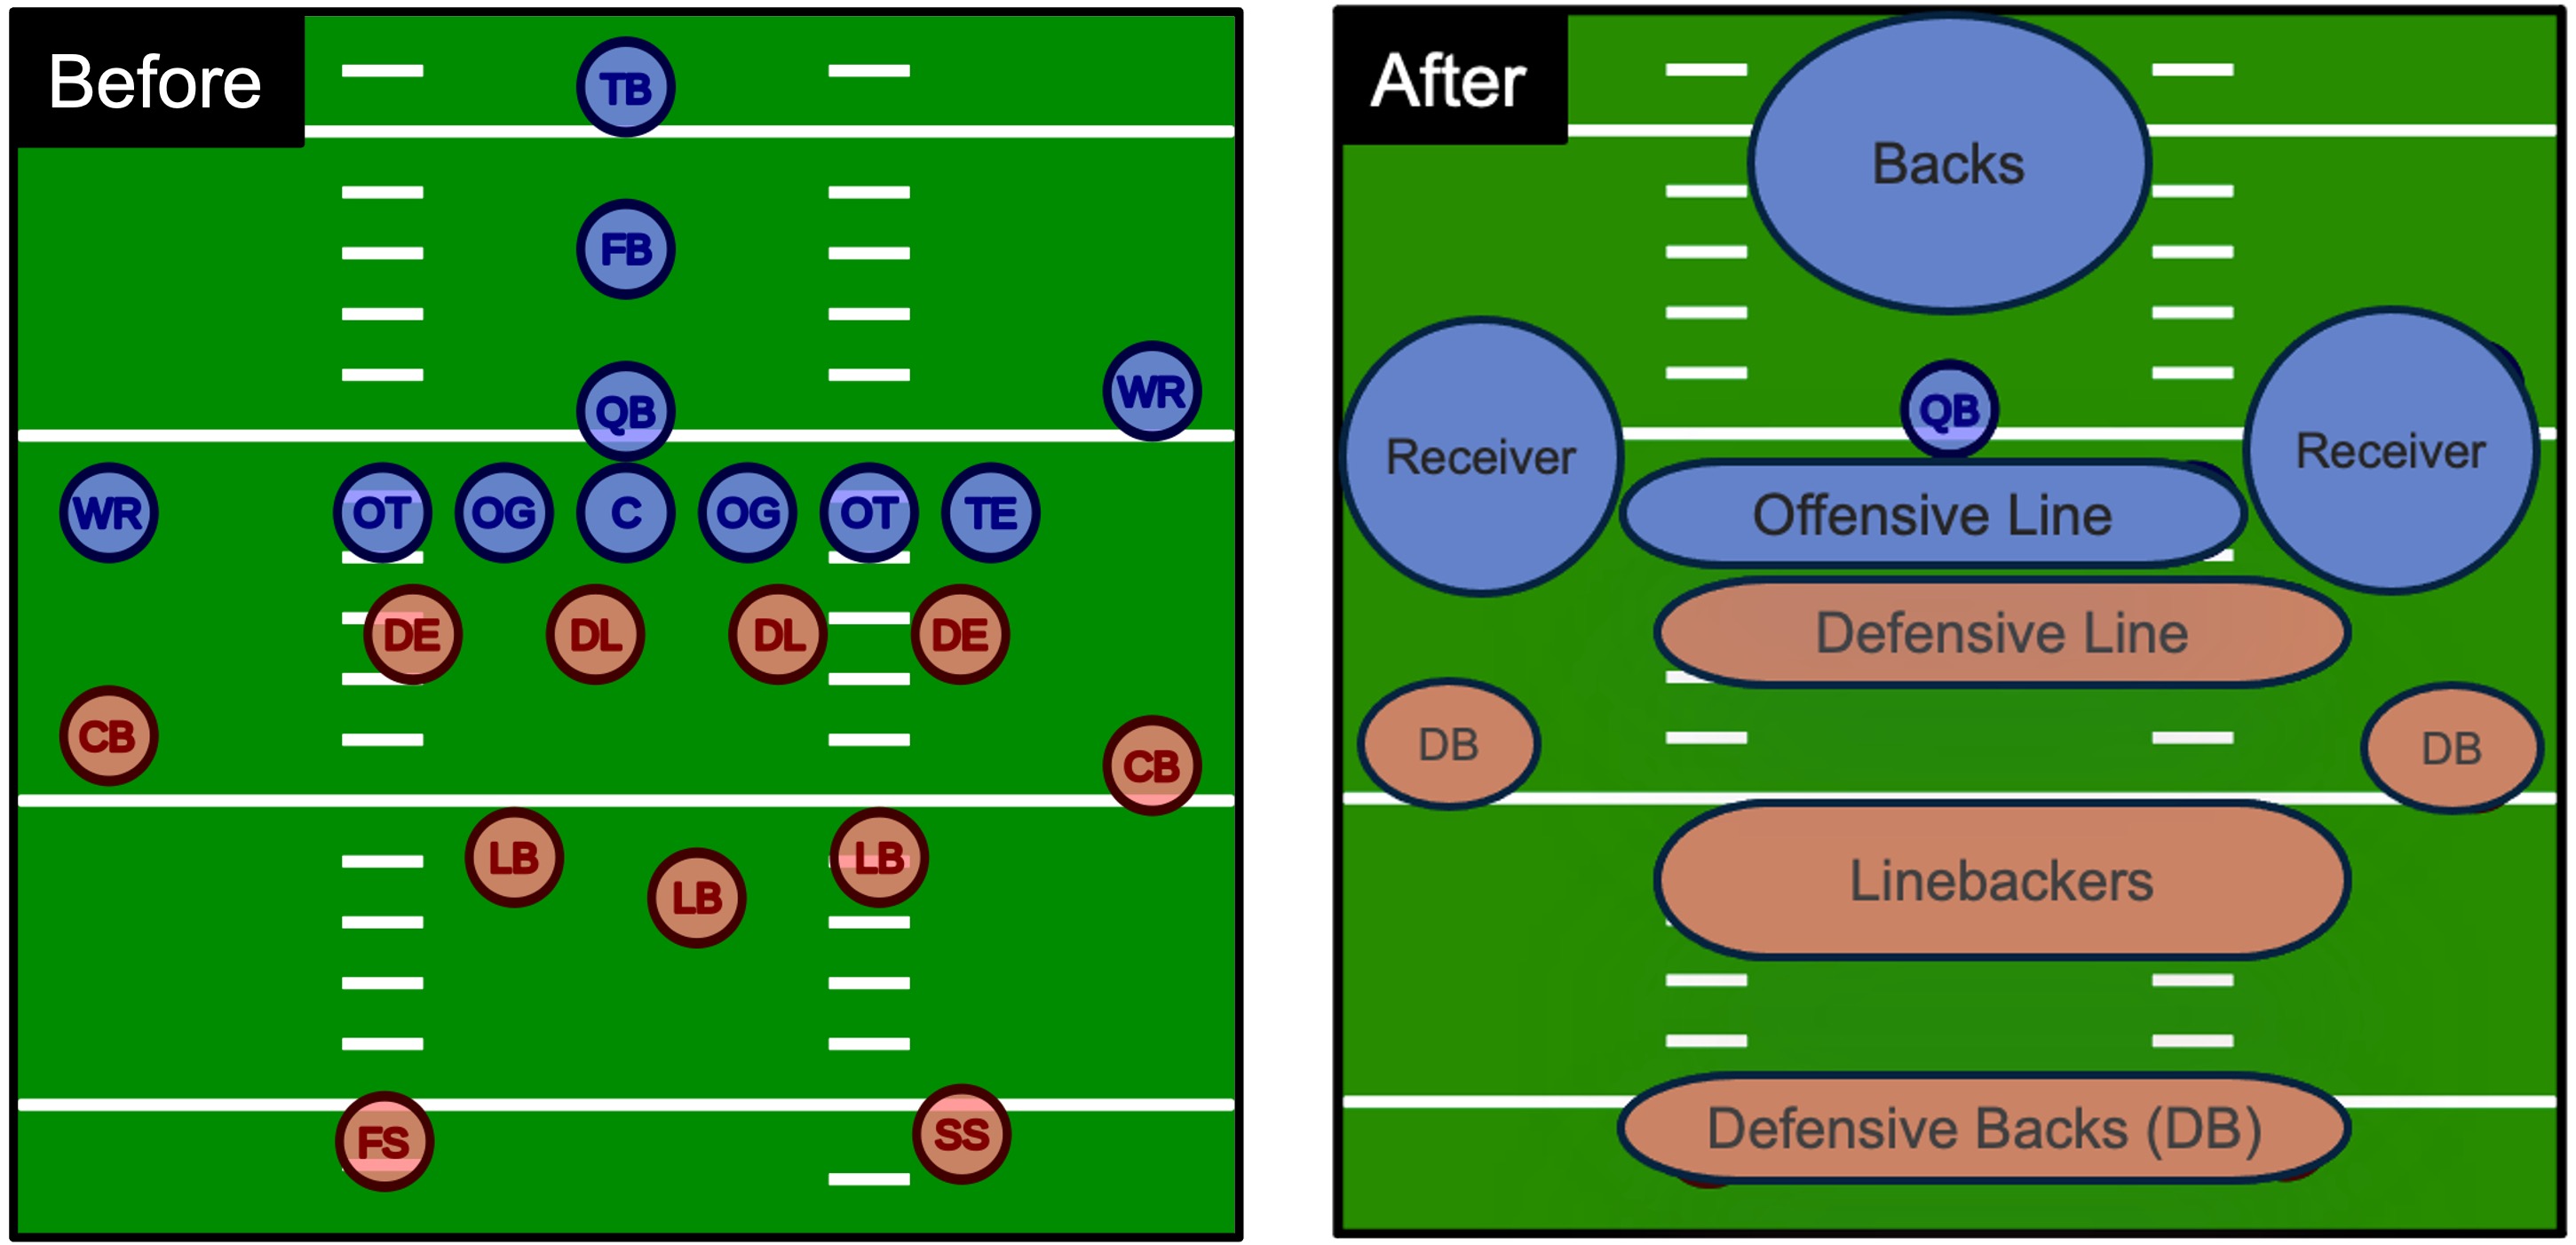 Before
TB
FB
QB
WR
WR
OT
OG
C
OG
OT
TE
DE
DL
DL
DE
CB
CB
LB
LB
LB
FS
SS
After
Backs
QB
Receiver
Receiver
Offensive Line
Defensive Line
DB
DB
Linebackers
Defensive Backs (DB)